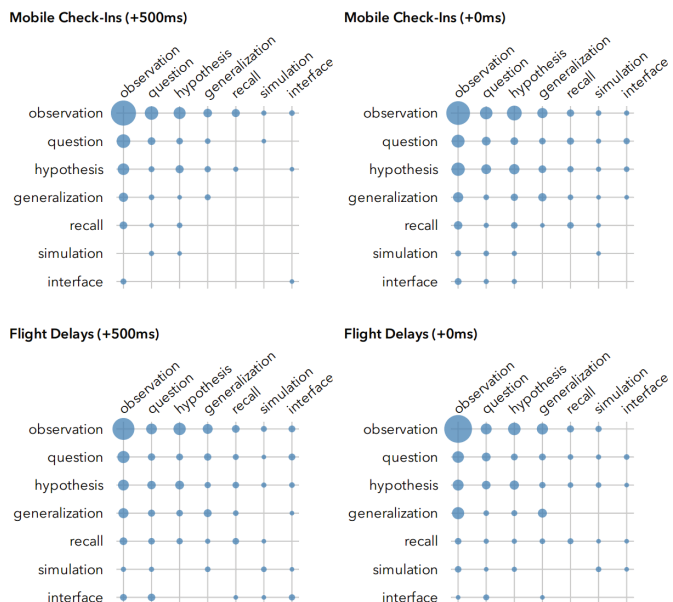 Mobile Check-Ins (+500ms)
observation question hypothesis generalization recall simulation interface
observation
question
hypothesis
generalization
recall
simulation
interface
Mobile Check-Ins (+0ms)
observation question hypothesis generalization recall simulation interface
observation
question
hypothesis
generalization
recall
simulation
interface
Flight Delays (+500ms)
observation question hypothesis generalization recall simulation interface
observation
question
hypothesis
generalization
recall
simulation
interface
Flight Delays (+0ms)
observation question hypothesis generalization recall simulation interface
observation
question
hypothesis
generalization
recall
simulation
interface